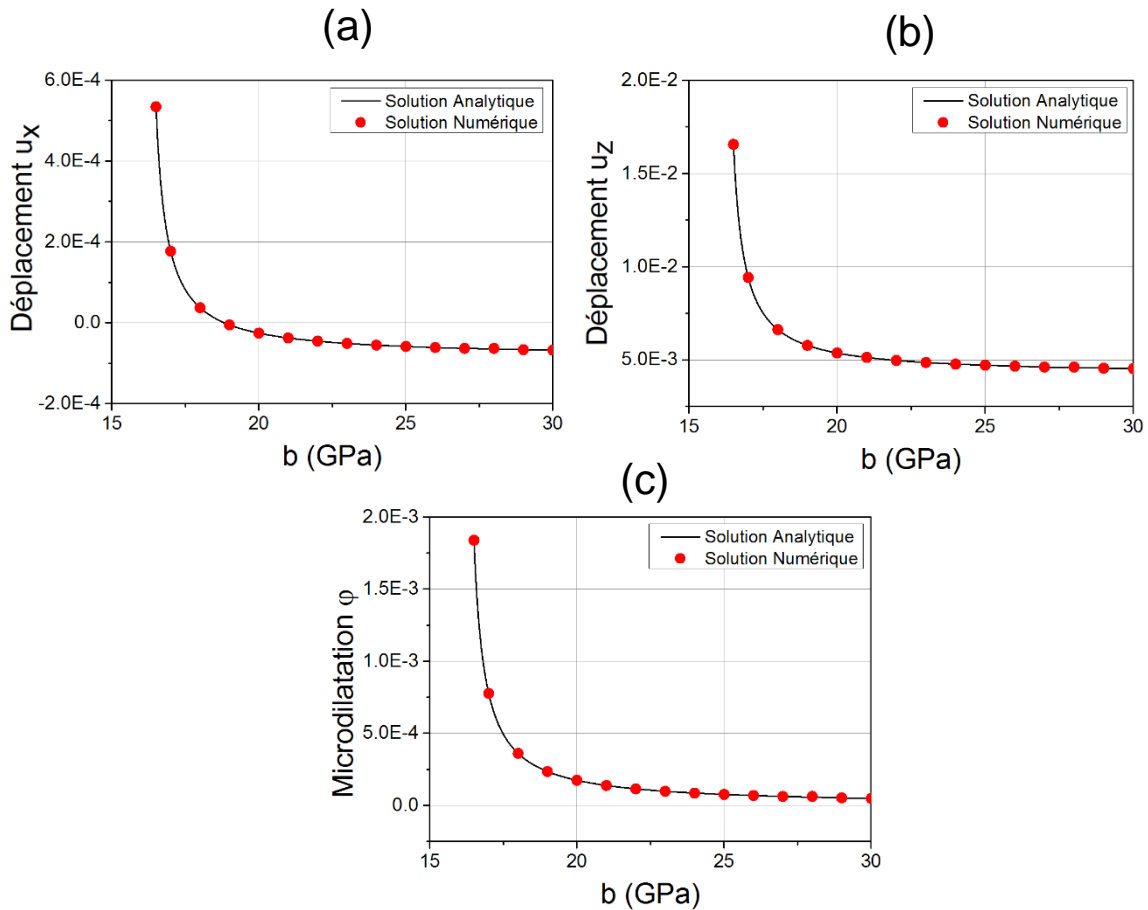 (a)
6.0E-4
4.0E-4
2.0E-4
0.0
-2.0E-4
15
20
25
30
Déplacement ux
b (GPa)
Solution Analytique
Solution Numérique
(b)
2.0E-2
1.5E-2
1.0E-2
5.0E-3
15
20
25
30
Déplacement uz
b (GPa)
Solution Analytique
Solution Numérique
(c)
2.0E-3
1.5E-3
1.0E-3
5.0E-4
0.0
15
20
25
30
Microdilatation φ
b (GPa)
Solution Analytique
Solution Numérique